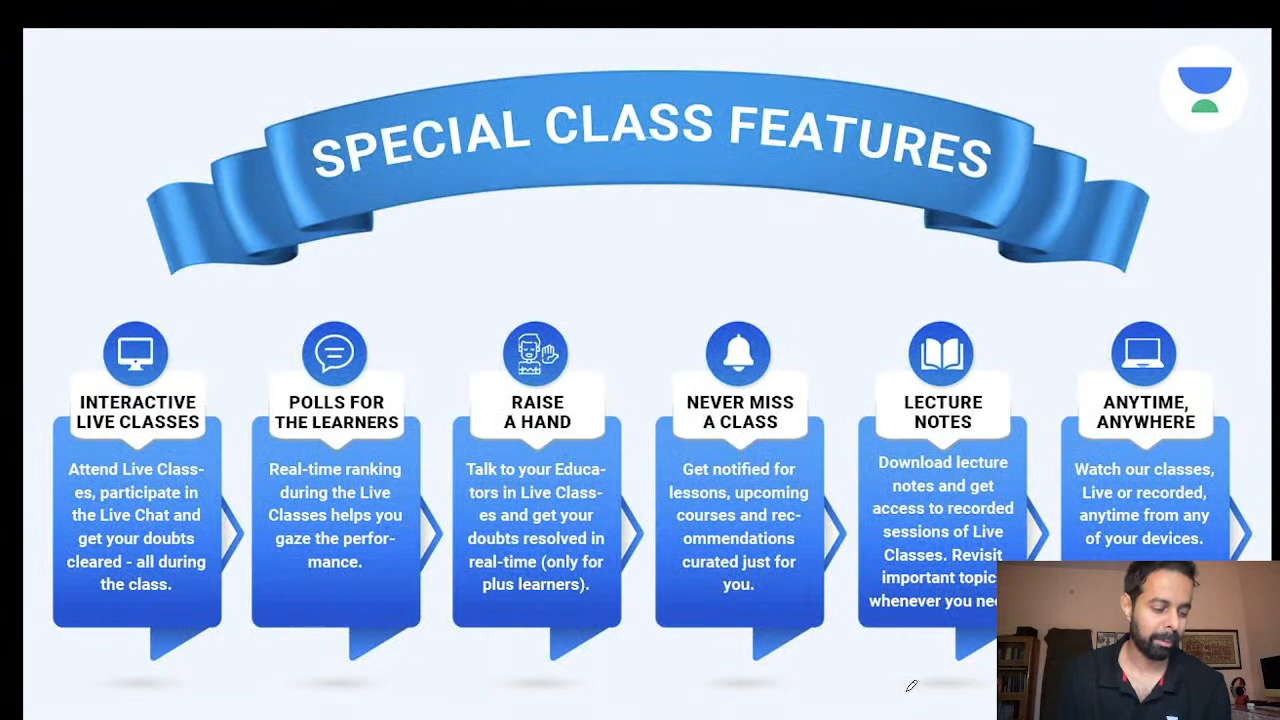 SPECIAL CLASS FEATURES
INTERACTIVE
LIVE CLASSES
Attend Live Class-
es, participate in
the Live Chat and
get your doubts
cleared - all during
the class.
POLLS FOR
THE LEARNERS
Real-time ranking
during the Live
Classes helps you
gaze the perfor-
mance.
RAISE
A HAND
Talk to your Educa-
tors in Live Class-
es and get your
doubts resolved in
real-time (only for
plus learners).
NEVER MISS
A CLASS
Get notified for
lessons, upcoming
courses and rec-
ommendations
curated just for
you.
LECTURE
NOTES
Download lecture
notes and get
access to recorded
sessions of Live
Classes. Revisit
important topic
whenever you
ANYTIME,
ANYWHERE
Watch our classes,
Live or recorded,
anytime from any
of your devices.